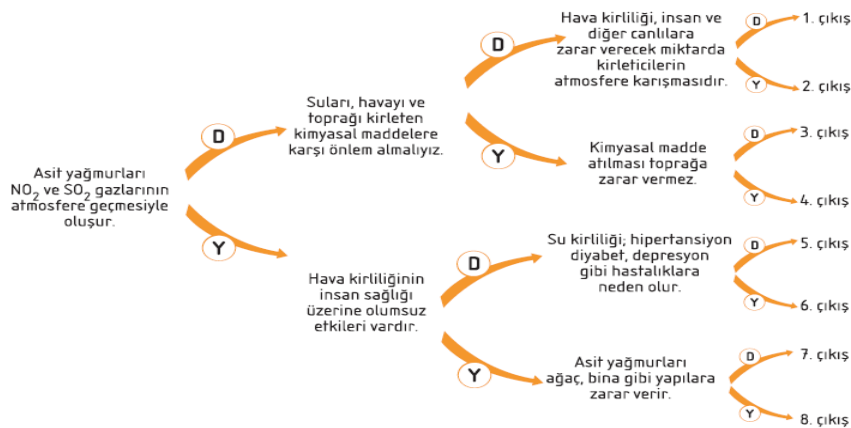 Asit yağmurları
NO2 ve SO2 gazlarının
atmosfere geçmesiyle
oluşur.
D
Y
Suları, havayı ve
toprağı kirleten
kimyasal maddelere
karşı önlem almalıyız.
D
Y
Hava kirliliğinin
insan sağlığı
üzerine olumsuz
etkileri vardır.
D
Y
Hava kirliliği, insan ve
diğer canlılara
zarar verecek miktarda
kirleticilerin
atmosfere karışmasıdır.
D
Y
1. çıkış
2. çıkış
Kimyasal madde
atılması toprağa
zarar vermez.
D
Y
3. çıkış
4. çıkış
Su kirliliği; hipertansiyon
diyabet, depresyon
gibi hastalıklara
neden olur.
D
Y
5. çıkış
6. çıkış
Asit yağmurları
ağaç, bina gibi yapılara
zarar verir.
D
Y
7. çıkış
8. çıkış